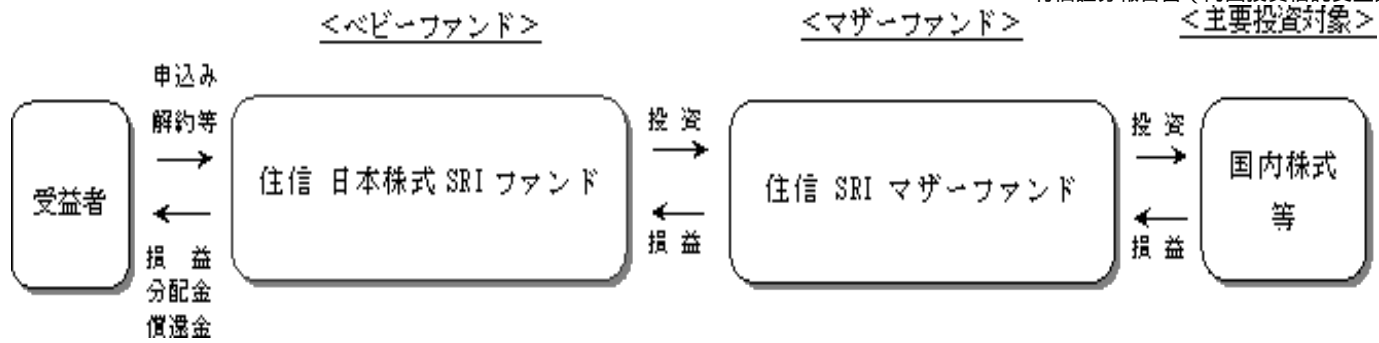 <ベビーファンド>
<マザーファンド>
<主要投資対象>
申込み
解約等
受益者
損 益
分配金
償還金
住信 日本株式 SRI ファンド
投 資
損 益
住信 SRI マザーファンド
投 資
損 益
国内株式
等